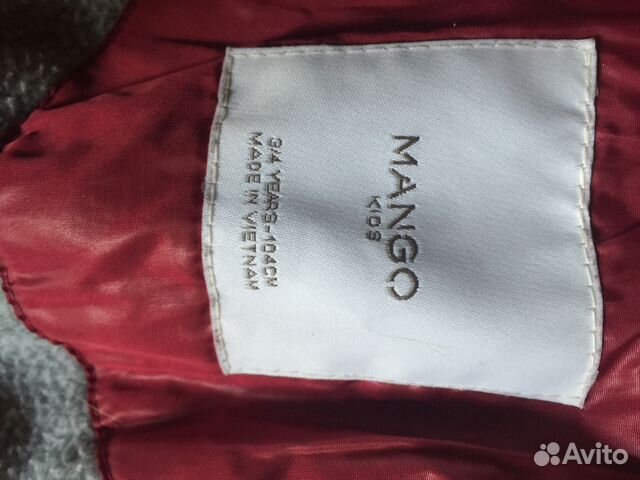 MANGO
KIDS
3/4 YEARS-104CM
MADE IN VIETNAM
Avito